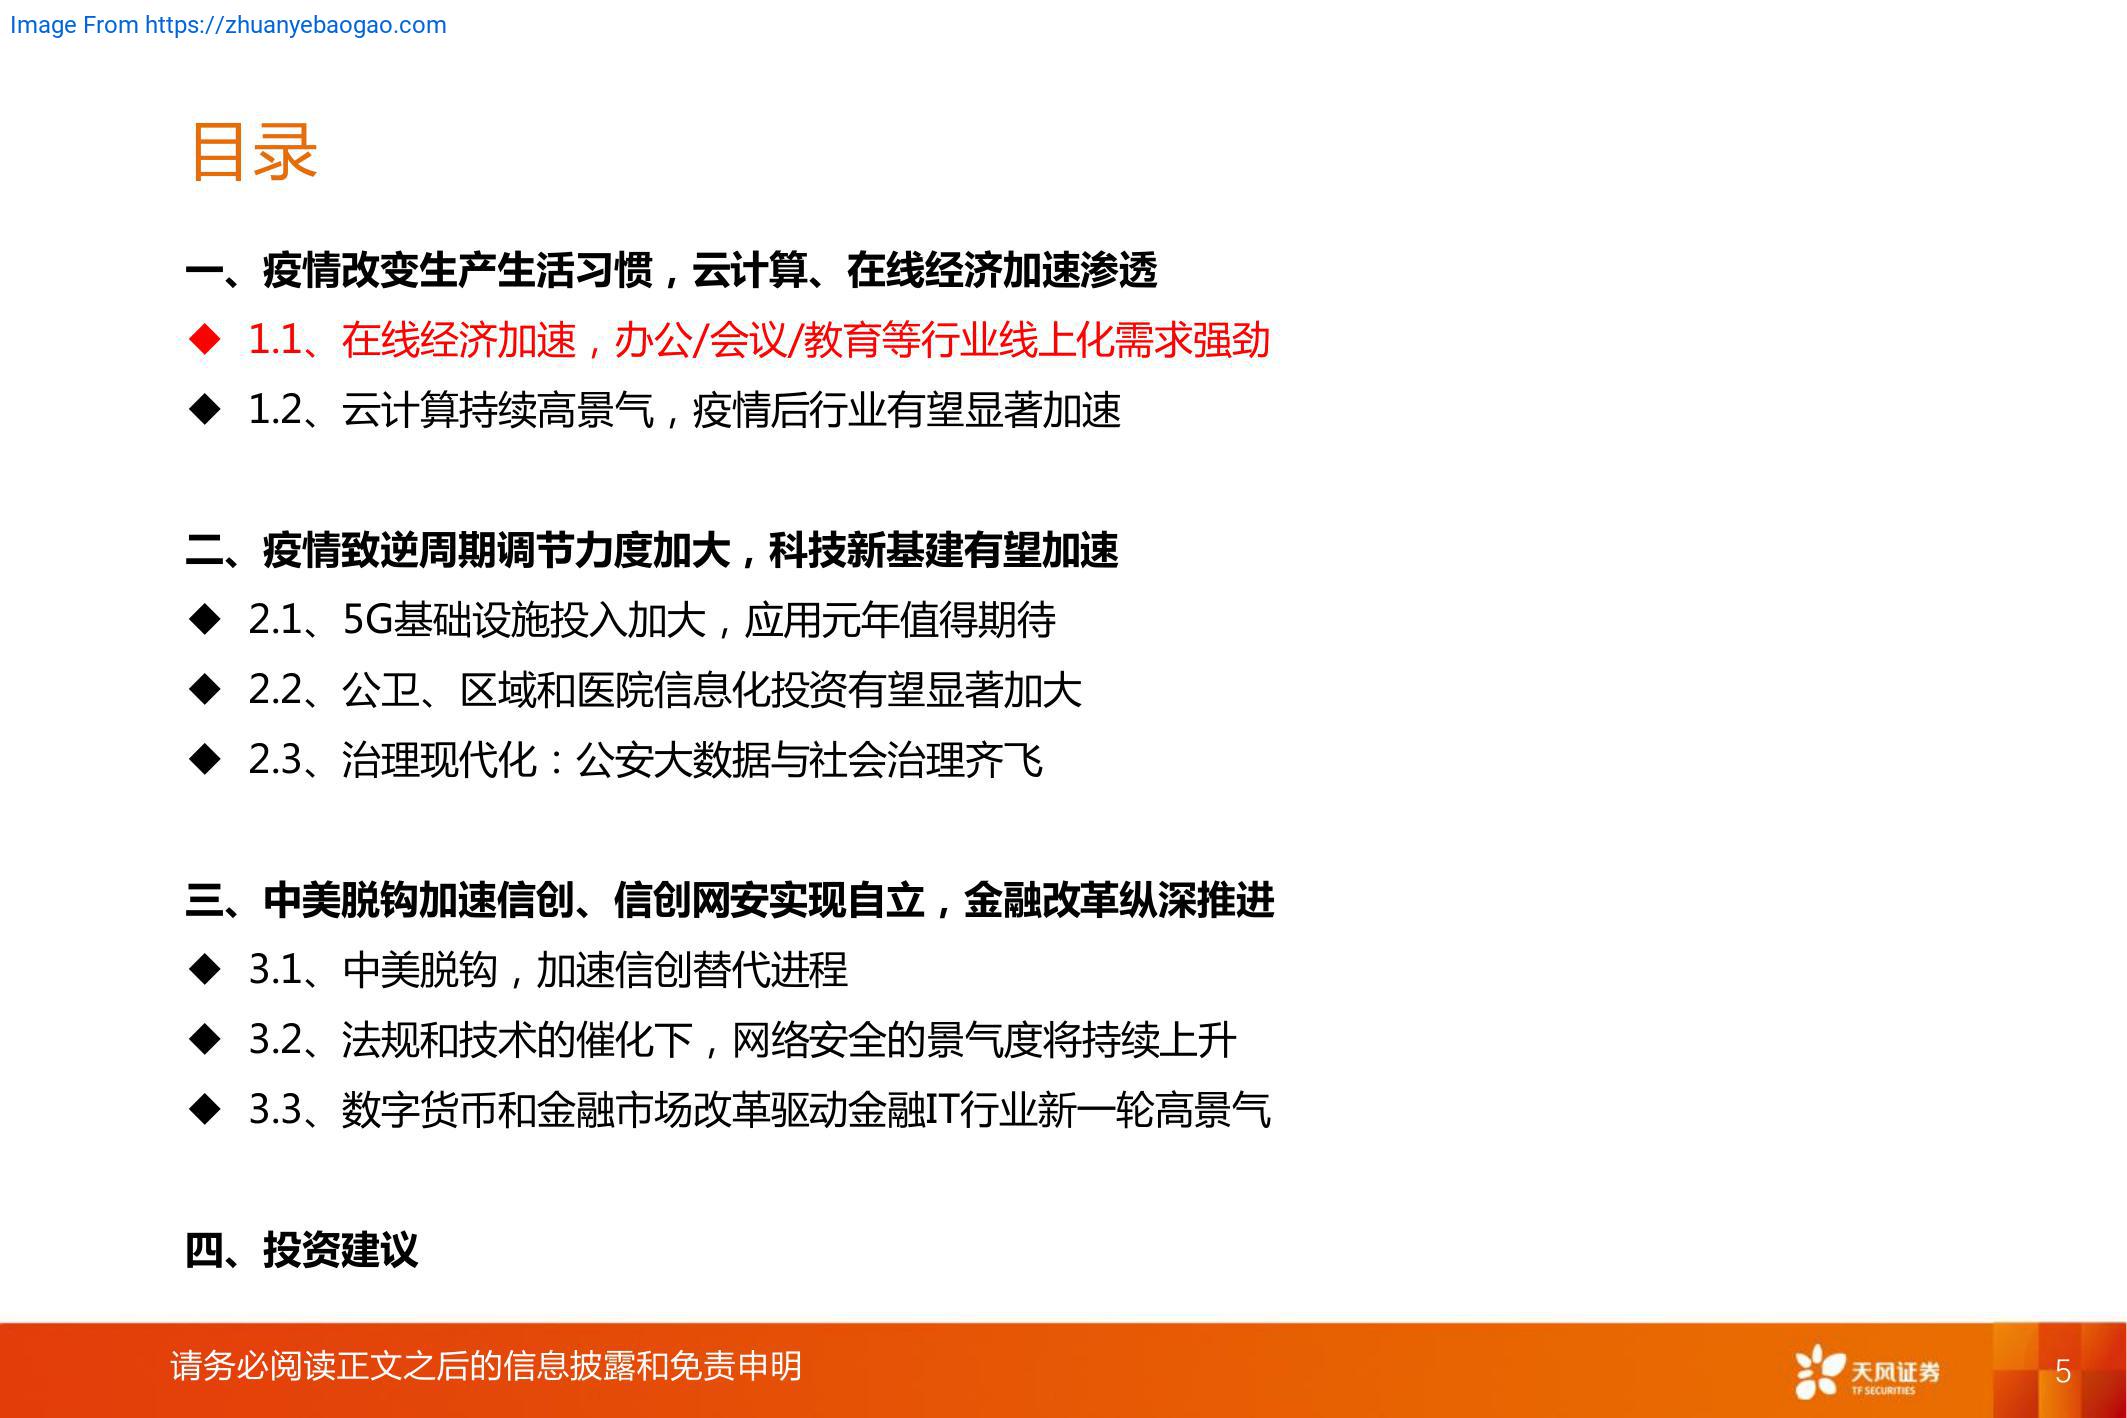 Image From https://zhuanyebaogao.com
目录
一、疫情改变生产生活习惯，云计算、在线经济加速渗透
◆ 1.1、在线经济加速，办公/会议/教育等行业线上化需求强劲
◆ 1.2、云计算持续高景气，疫情后行业有望显著加速
二、疫情致逆周期调节力度加大，科技新基建有望加速
◆ 2.1、5G基础设施投入加大，应用元年值得期待
◆ 2.2、公卫、区域和医院信息化投资有望显著加大
◆ 2.3、治理现代化：公安大数据与社会治理齐飞
三、中美脱钩加速信创、信创网安实现自立，金融改革纵深推进
◆ 3.1、中美脱钩，加速信创替代进程
◆ 3.2、法规和技术的催化下，网络安全的景气度将持续上升
◆ 3.3、数字货币和金融市场改革驱动金融IT行业新一轮高景气
四、投资建议
请务必阅读正文之后的信息披露和免责申明
天风证券
TF SECURITIES
5